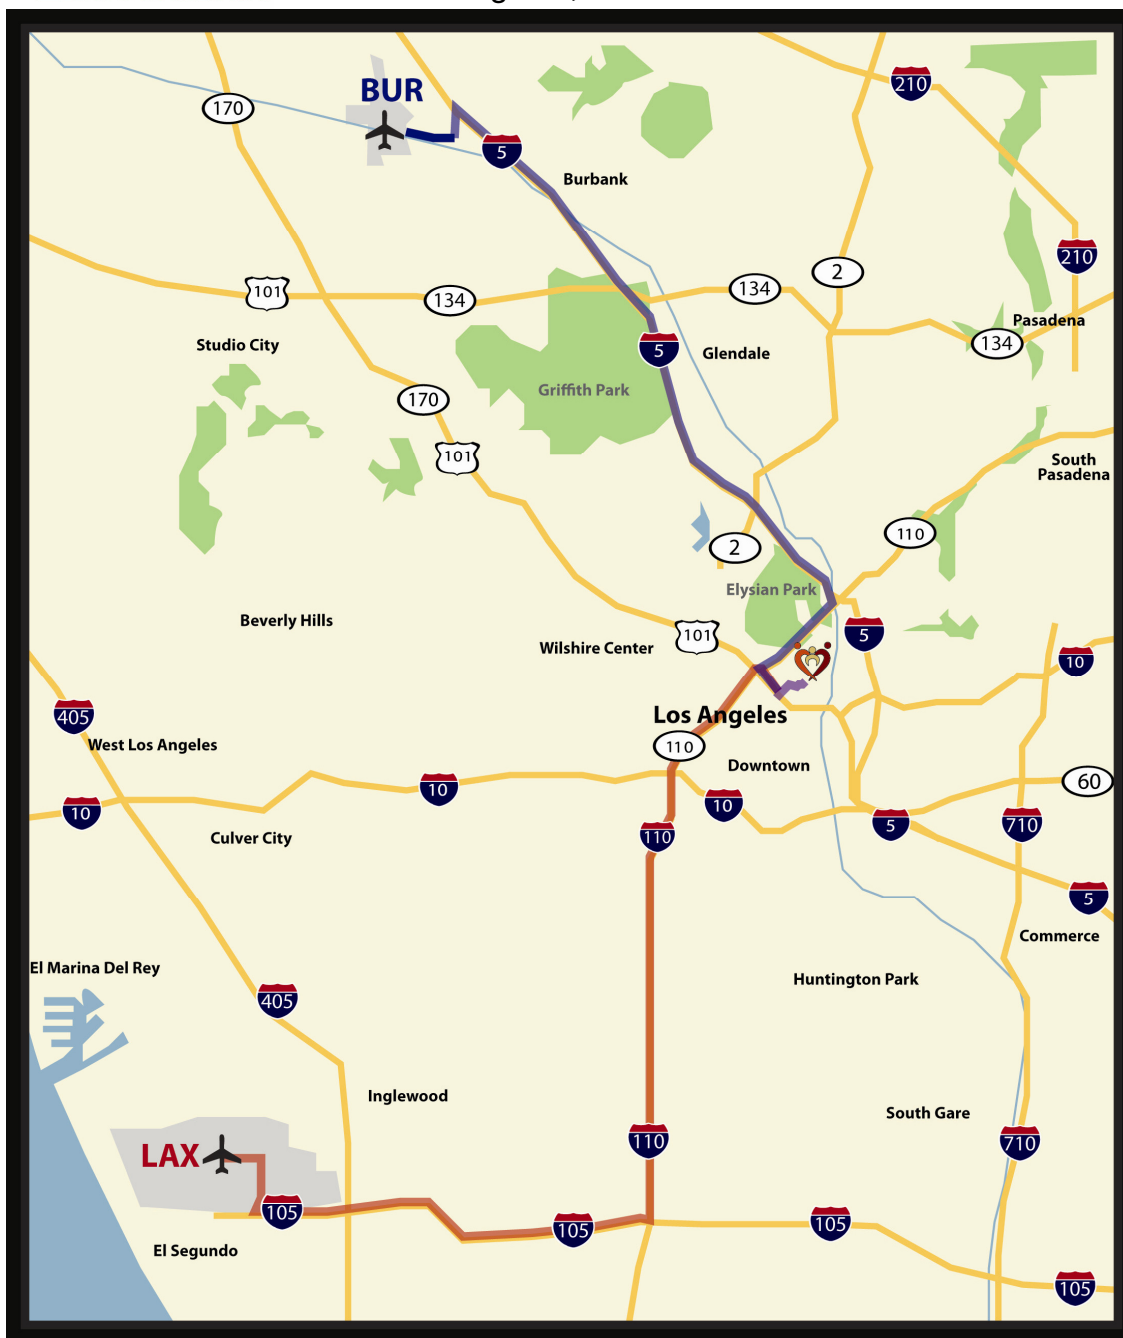 BUR
170
210
5
Burbank
210
2
101
134
134
Pasadena
134
Studio City
5
Glendale
Griffith Park
170
101
South
Pasadena
110
2
Elysian Park
Beverly Hills
Wilshire Center
101
5
10
405
Los Angeles
West Los Angeles
110
Downtown
10
60
10
10
110
5
710
Culver City
5
Commerce
El Marina Del Rey
Huntington Park
405
Inglewood
South Gare
110
710
LAX
105
105
105
El Segundo
105